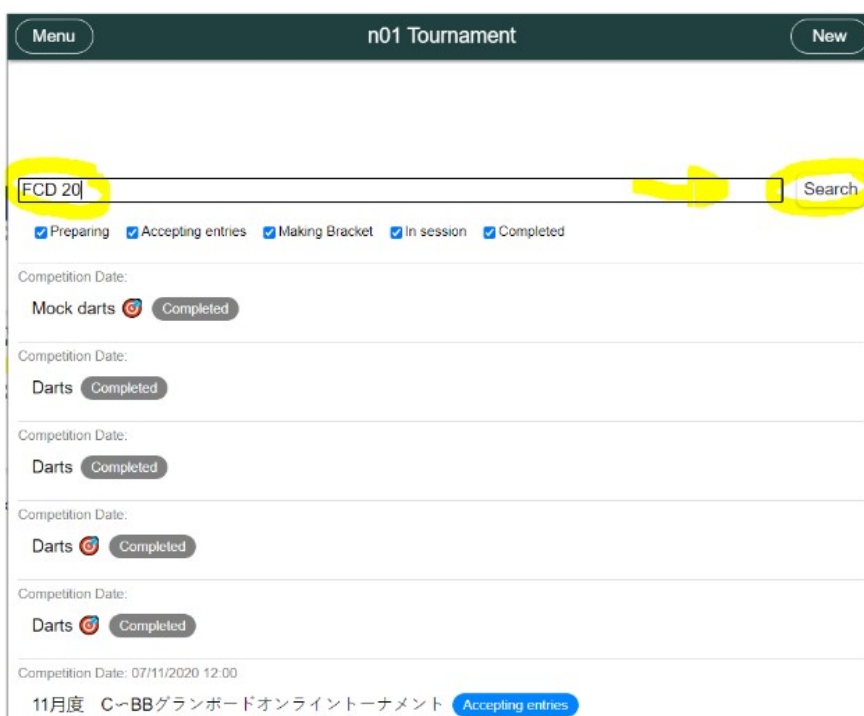 Menu n01 Tournament New
FCD 20 Search
Preparing Accepting entries Making Bracket In session Completed
Competition Date:
Mock darts 🎯 Completed
Competition Date:
Darts Completed
Competition Date:
Darts Completed
Competition Date:
Darts 🎯 Completed
Competition Date:
Darts 🎯 Completed
Competition Date: 07/11/2020 12:00
11月度 C∽BBグランボードオンライントーナメント Accepting entries